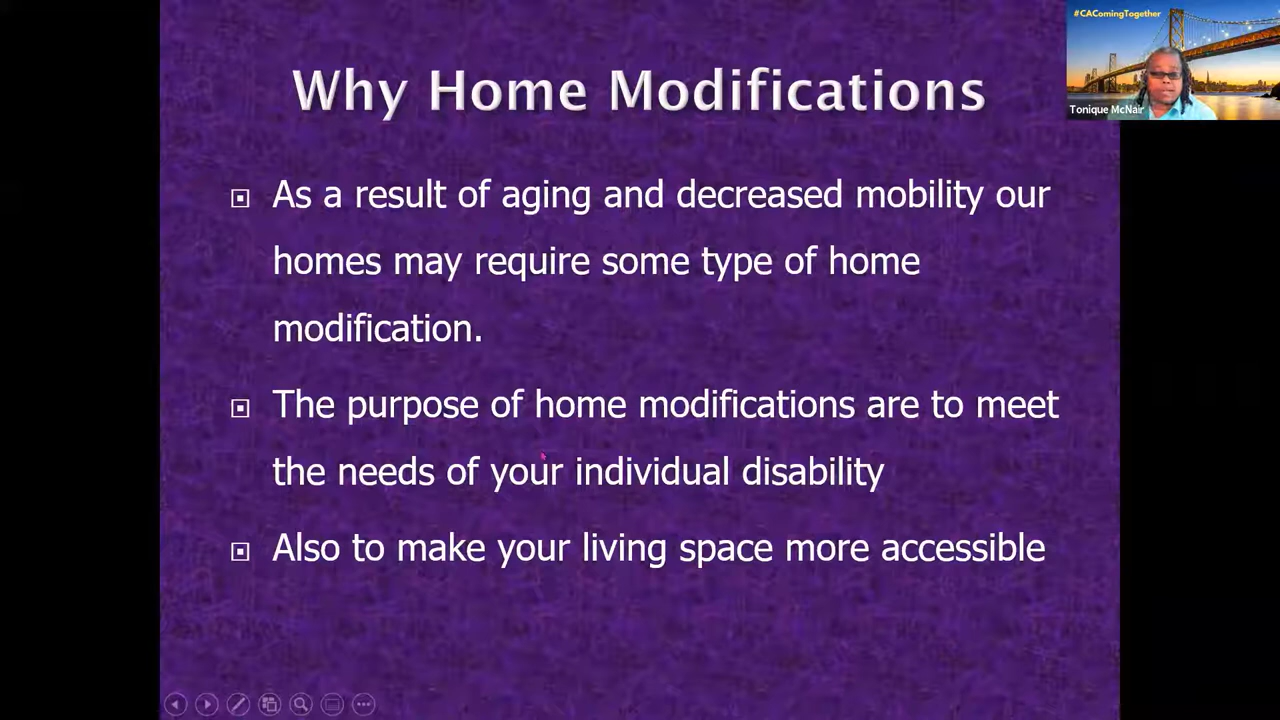 #CAComingTogether
Tonique McNair
Why Home Modifications
As a result of aging and decreased mobility our
homes may require some type of home
modification.
The purpose of home modifications are to meet
the needs of your individual disability
Also to make your living space more accessible